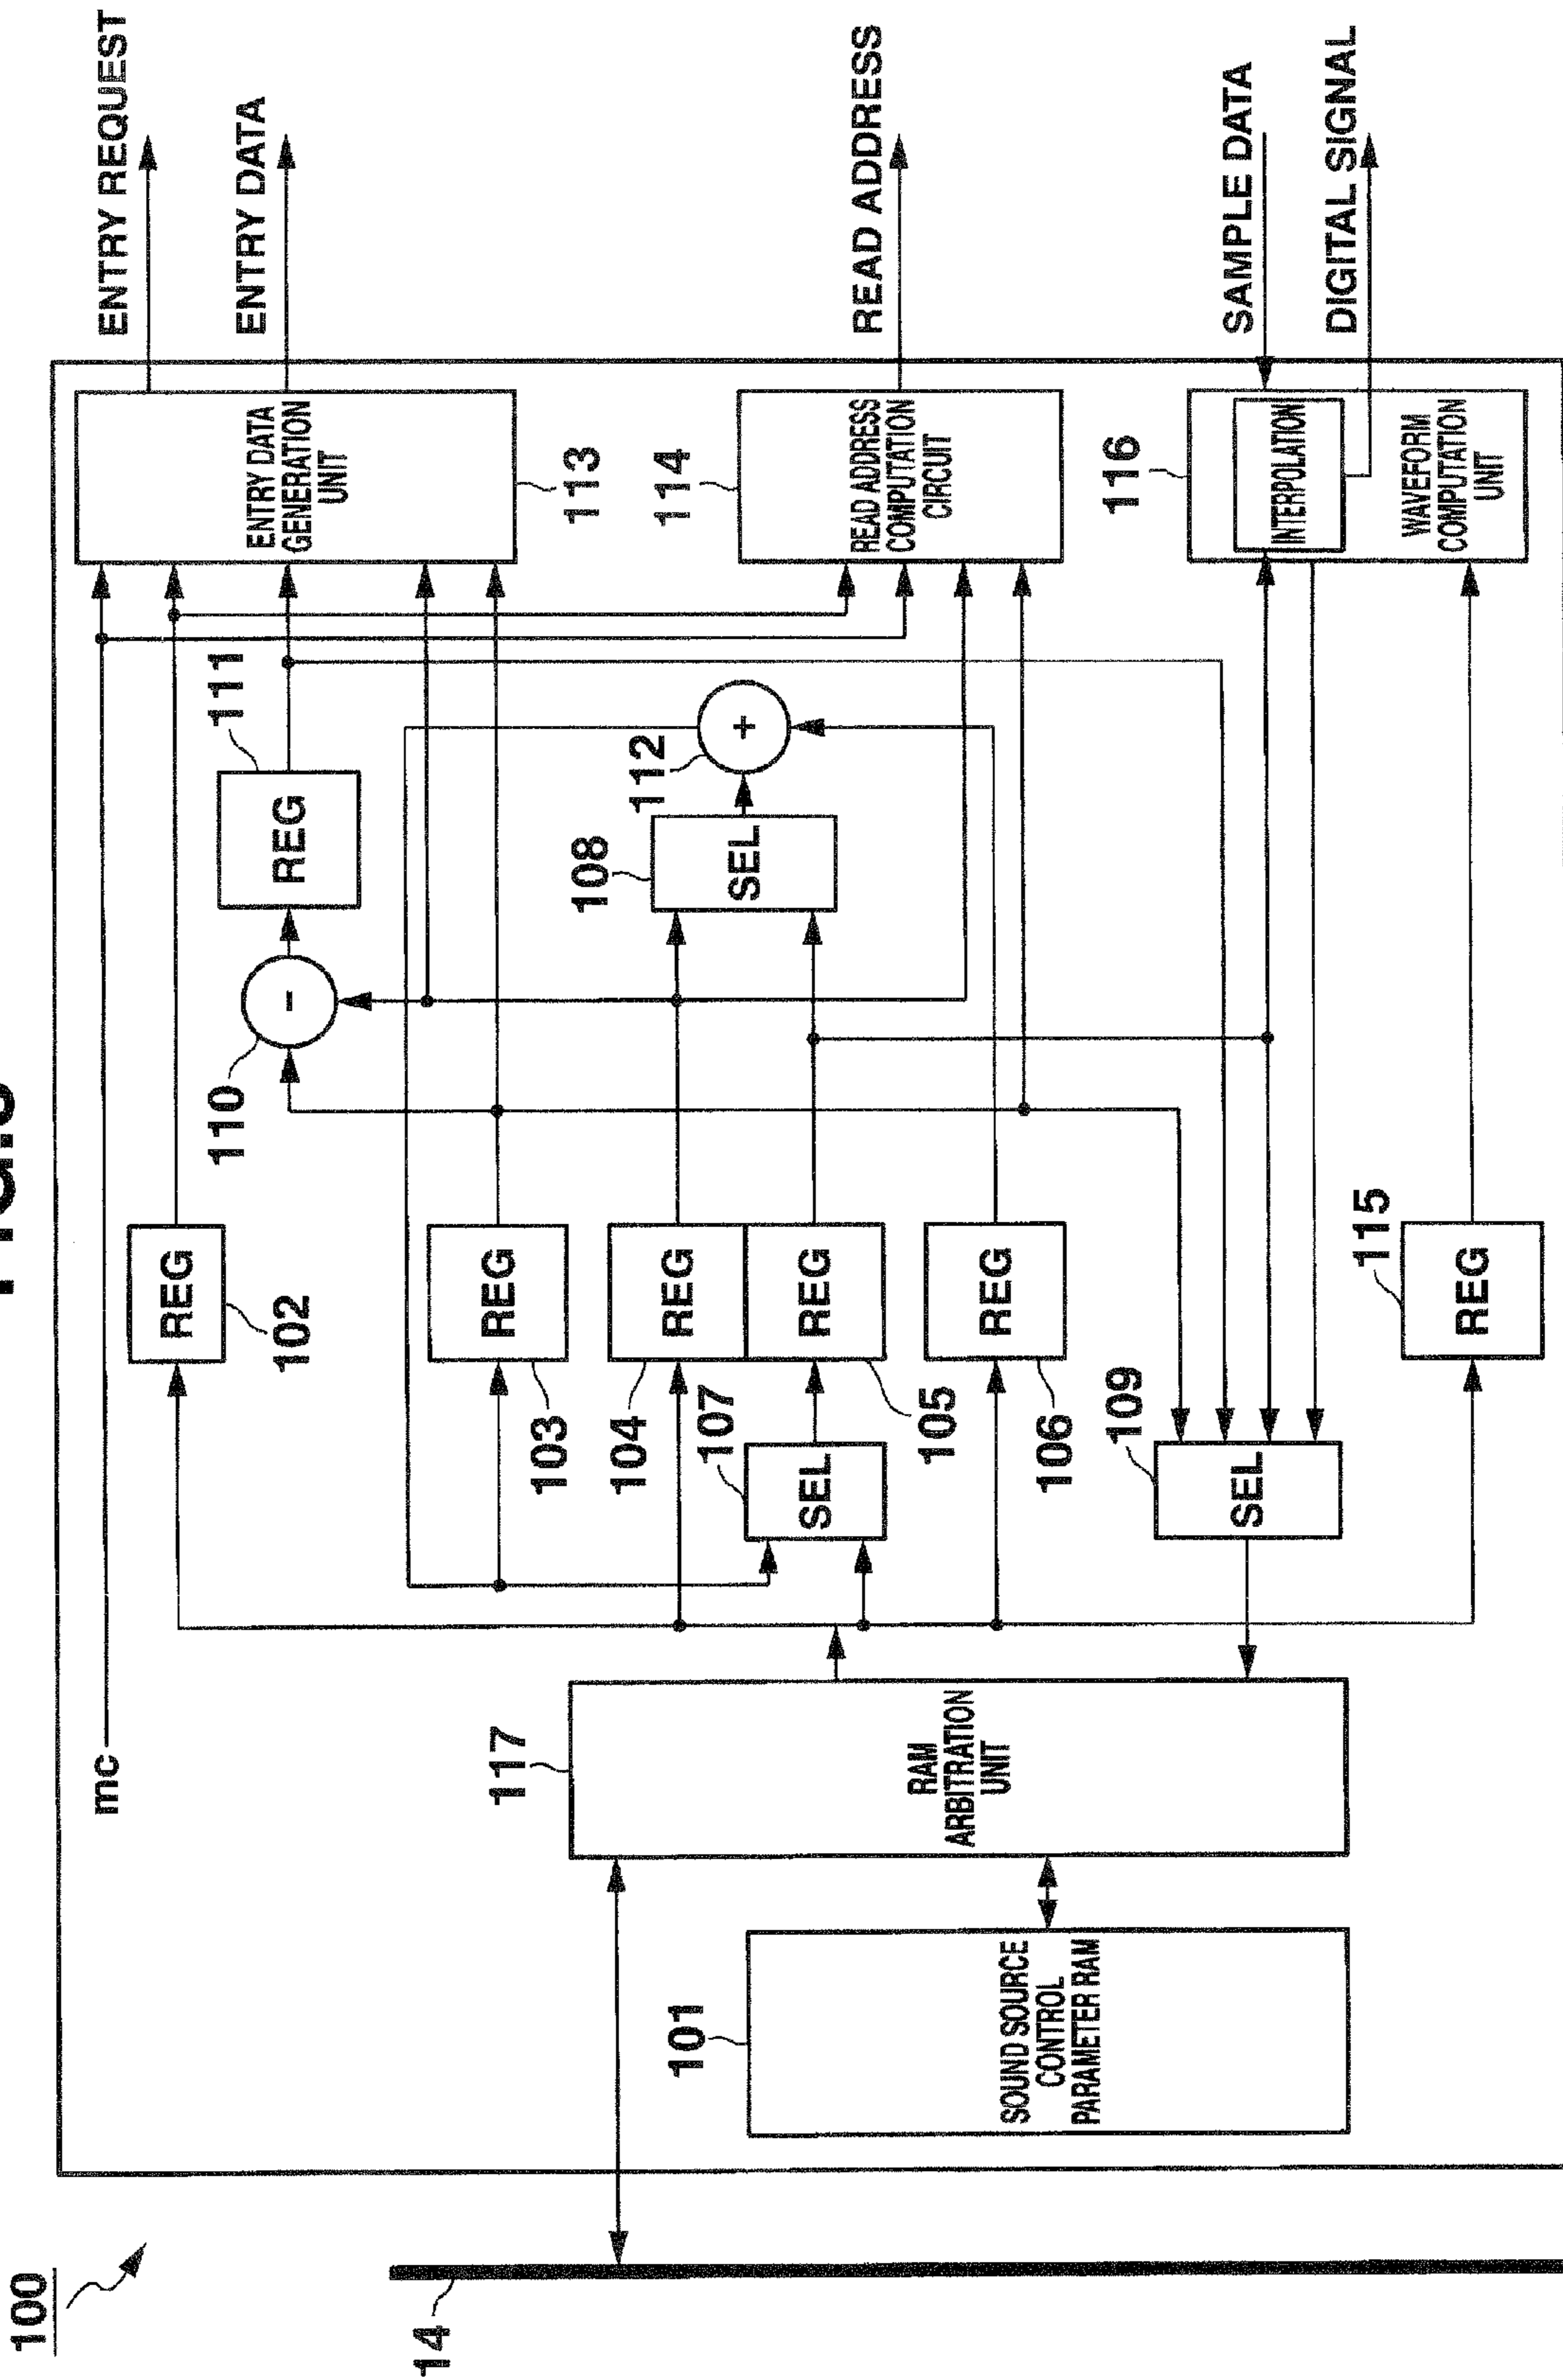 100
14
mc
ENTRY REQUEST
ENTRY DATA
READ ADDRESS
SAMPLE DATA
DIGITAL SIGNAL
101
SOUND SOURCE
CONTROL
PARAMETER RAM
117
RAM
ARBITRATION
UNIT
REG
102
REG
103
REG
104
REG
105
REG
106
SEL
107
SEL
108
SEL
109
-
110
REG
111
+
112
ENTRY DATA
GENERATION
UNIT
113
READ ADDRESS
COMPUTATION
CIRCUIT
114
REG
115
116
INTERPOLATION
WAVEFORM
COMPUTATION
UNIT